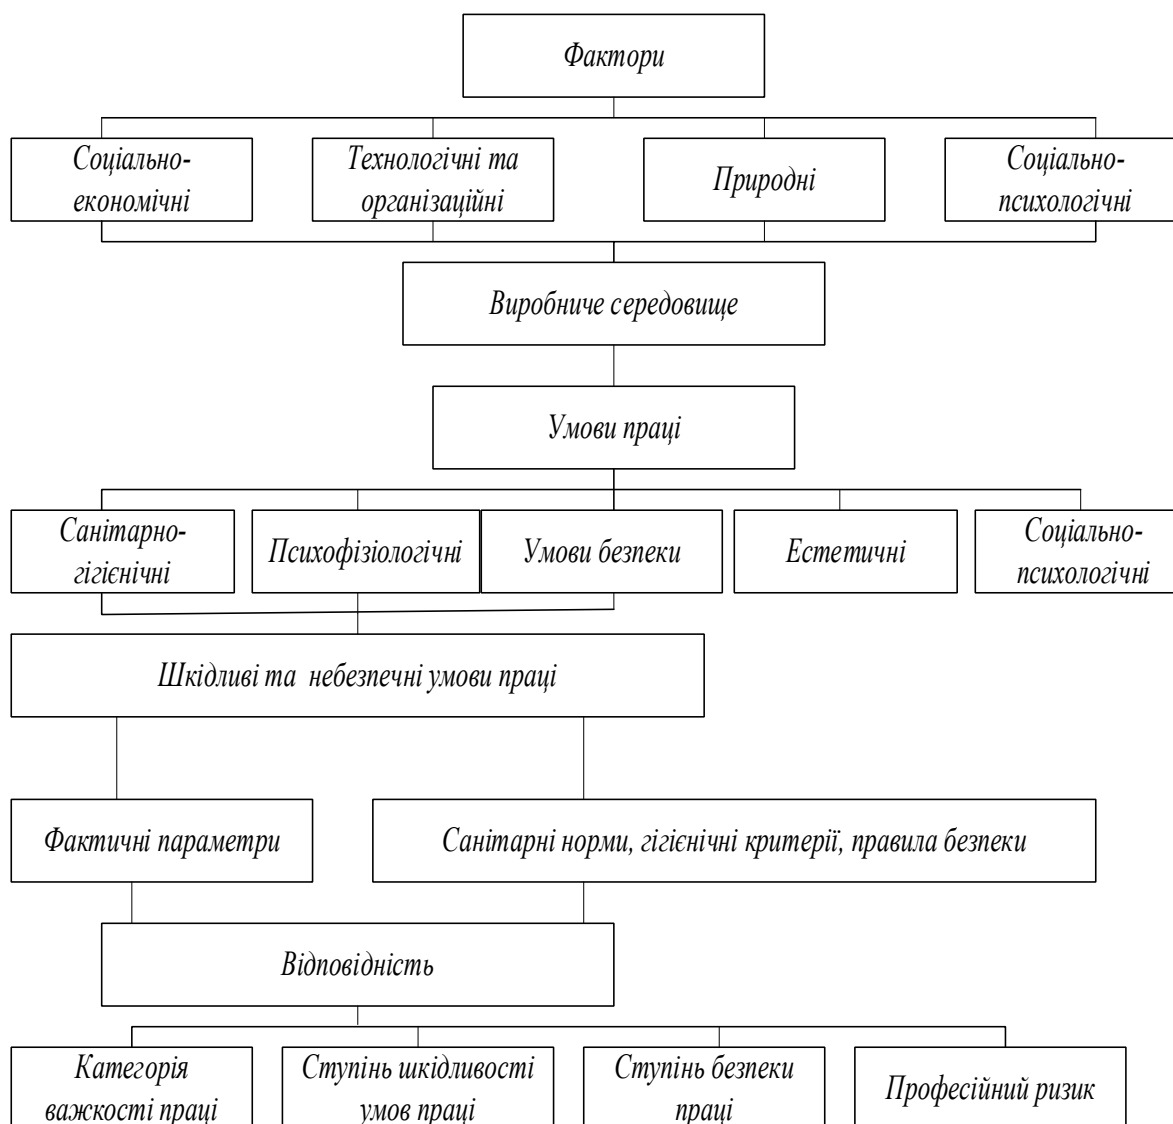 Фактори
Соціально-
економічні
Технологічні та
організаційні
Природні
Соціально-
психологічні
Виробниче середовище
Умови праці
Санітарно-
гігієнічні
Психофізіологічні
Умови безпеки
Естетичні
Соціально-
психологічні
Шкідливі та небезпечні умови праці
Фактичні параметри
Санітарні норми, гігієнічні критерії, правила безпеки
Відповідність
Категорія
важкості праці
Ступінь шкідливості
умов праці
Ступінь безпеки
праці
Професійний ризик